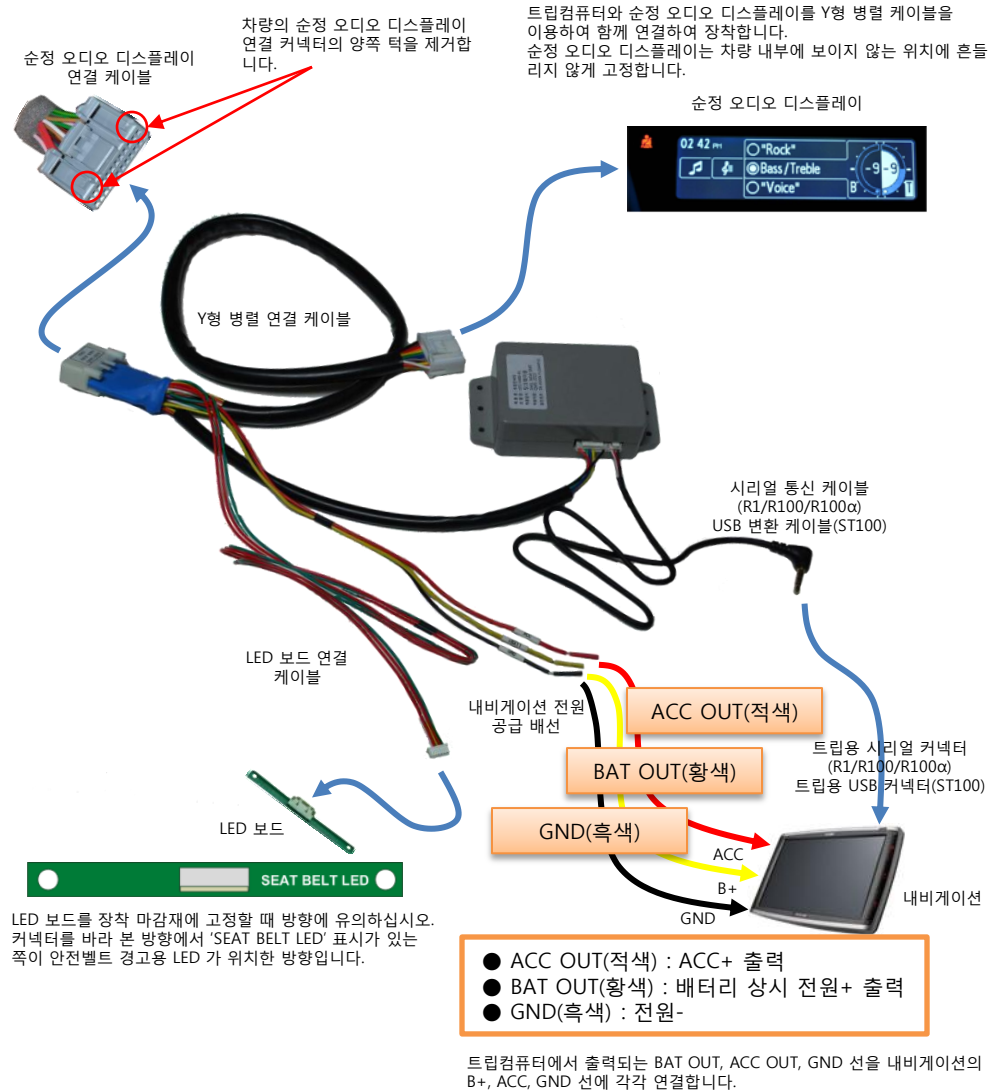 트립컴퓨터와 순정 오디오 디스플레이를 Y형 병렬 케이블을
이용하여 함께 연결하여 장착합니다.
순정 오디오 디스플레이는 차량 내부에 보이지 않는 위치에 흔들
리지 않게 고정합니다.
차량의 순정 오디오 디스플레이
연결 커넥터의 양쪽 턱을 제거합
니다.
순정 오디오 디스플레이
연결 케이블
순정 오디오 디스플레이
02 42 PM
"Rock"
Bass/Treble
"Voice"
-9
-9
B
T
Y형 병렬 연결 케이블
시리얼 통신 케이블
(R1/R100/R100α)
USB 변환 케이블(ST100)
LED 보드 연결
케이블
내비게이션 전원
공급 배선
ACC OUT(적색)
BAT OUT(황색)
GND(흑색)
트립용 시리얼 커넥터
(R1/R100/R100α)
트립용 USB 커넥터(ST100)
LED 보드
SEAT BELT LED
ACC
B+
GND
내비게이션
LED 보드를 장착 마감재에 고정할 때 방향에 유의하십시오.
커넥터를 바라 본 방향에서 'SEAT BELT LED' 표시가 있는
쪽이 안전벨트 경고용 LED 가 위치한 방향입니다.
● ACC OUT(적색) : ACC+ 출력
● BAT OUT(황색) : 배터리 상시 전원+ 출력
● GND(흑색) : 전원-
트립컴퓨터에서 출력되는 BAT OUT, ACC OUT, GND 선을 내비게이션의
B+, ACC, GND 선에 각각 연결합니다.